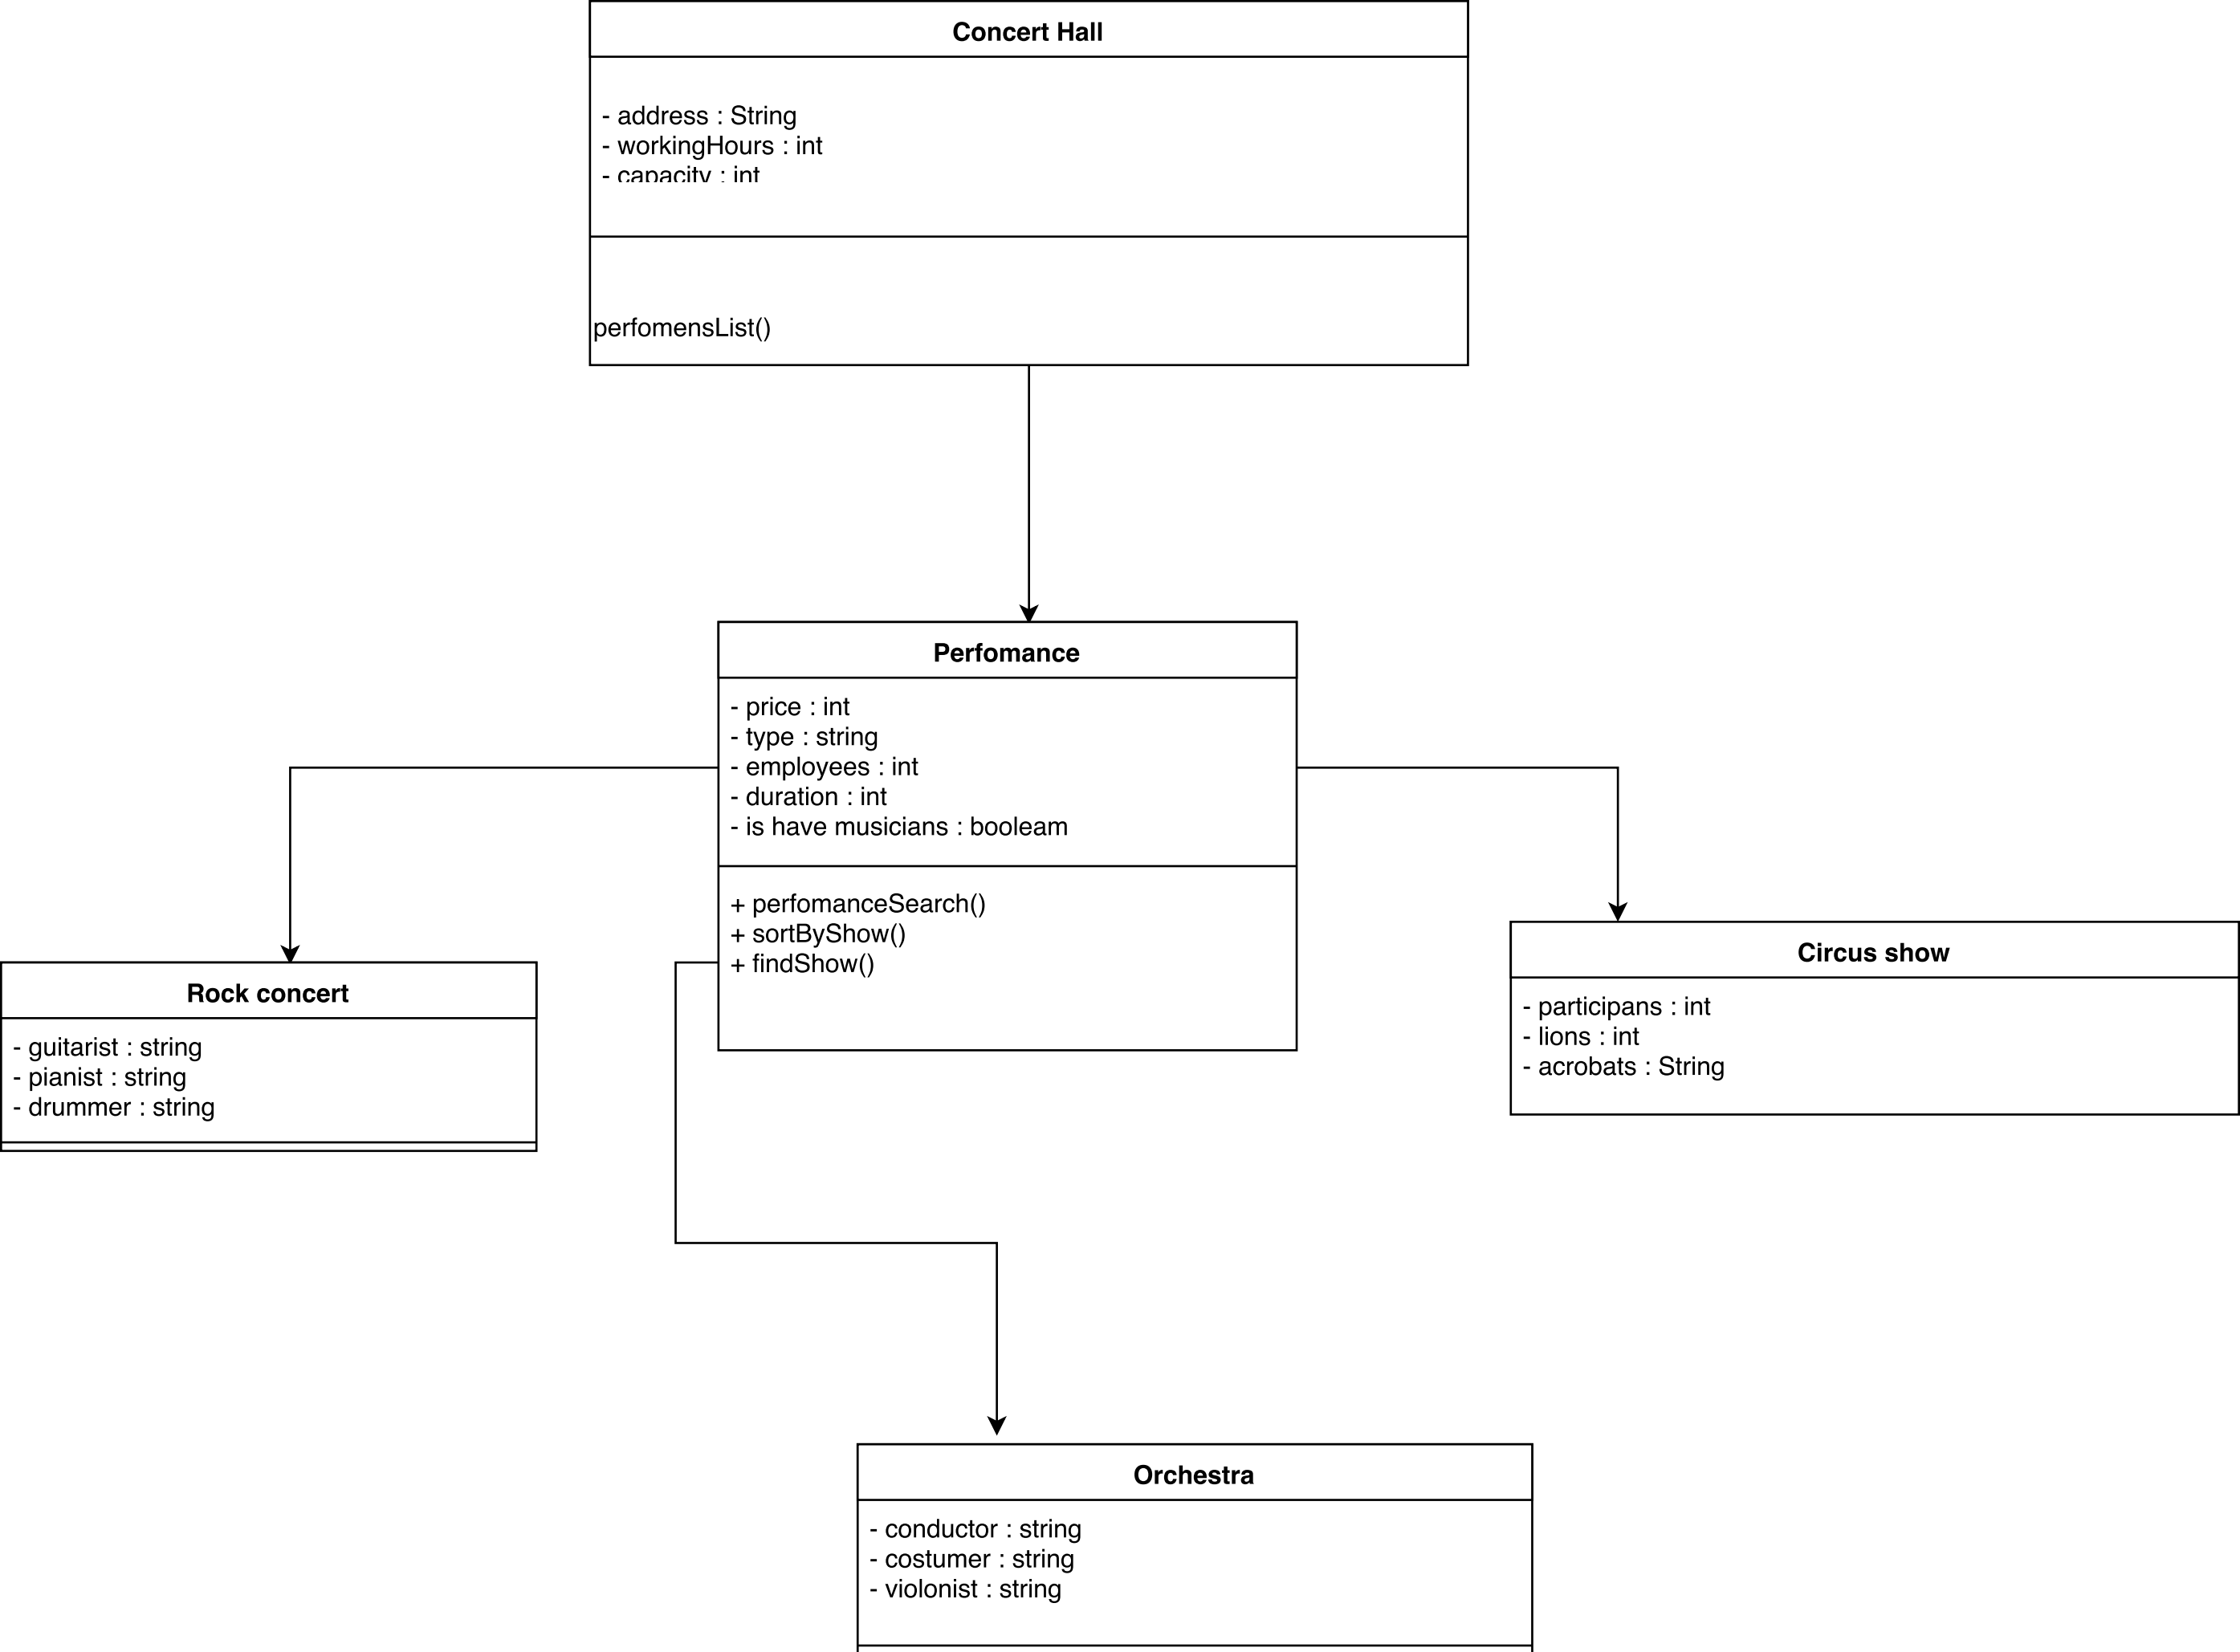 Concert Hall
- address : String
- workingHours : int
- capacity : int
perfomensList()
Perfomance
- price : int
- type : string
- employees : int
- duration : int
- is have musicians : booleam
+ perfomanceSearch()
+ sortByShow()
+ findShow()
Rock concert
- guitarist : string
- pianist : string
- drummer : string
Circus show
- participans : int
- lions : int
- acrobats : String
Orchestra
- conductor : string
- costumer : string
- violonist : string